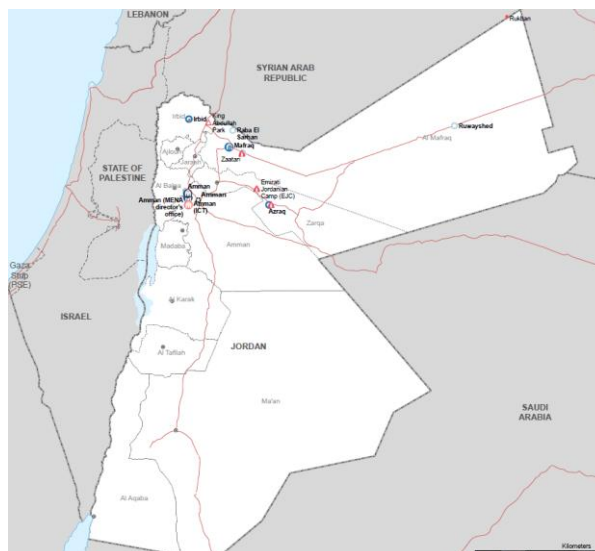 LEBANON
Rukban
SYRIAN ARAB
REPUBLIC
Irbid
Irbid
King
Abdullah
Park
Raba El
Sarhan
Ruwayshed
Al Mafraq
Ajloun
Jarash
Mafraq
Zaatari
STATE OF
PALESTINE
Al Balqa
Amman
Amman (MENA
director's
office)
Amman
Amman
(ICT)
Emirati
Jordanian
Camp (EJC)
Azraq
Zarqa
Madaba
Amman
Gaza
Strip
(PSE)
Al Karak
ISRAEL
Al Tafilah
JORDAN
Ma'an
SAUDI
ARABIA
Al Aqaba
Kilometers